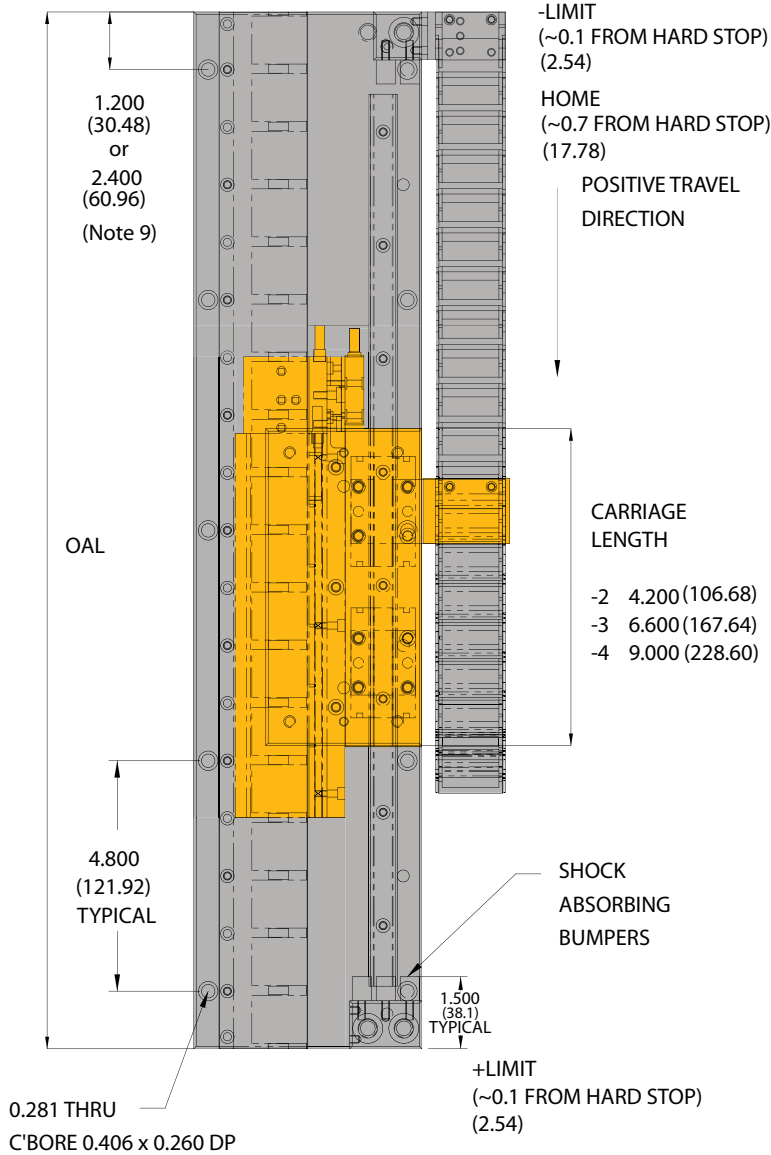 -LIMIT
(~0.1 FROM HARD STOP)
(2.54)
HOME
(~0.7 FROM HARD STOP)
(17.78)
POSITIVE TRAVEL
DIRECTION
1.200
(30.48)
or
2.400
(60.96)
(Note 9)
OAL
CARRIAGE
LENGTH
-2 4.200 (106.68)
-3 6.600 (167.64)
-4 9.000 (228.60)
4.800
(121.92)
TYPICAL
SHOCK
ABSORBING
BUMPERS
1.500
(38.1)
TYPICAL
+LIMIT
(~0.1 FROM HARD STOP)
(2.54)
0.281 THRU
C'BORE 0.406 x 0.260 DP